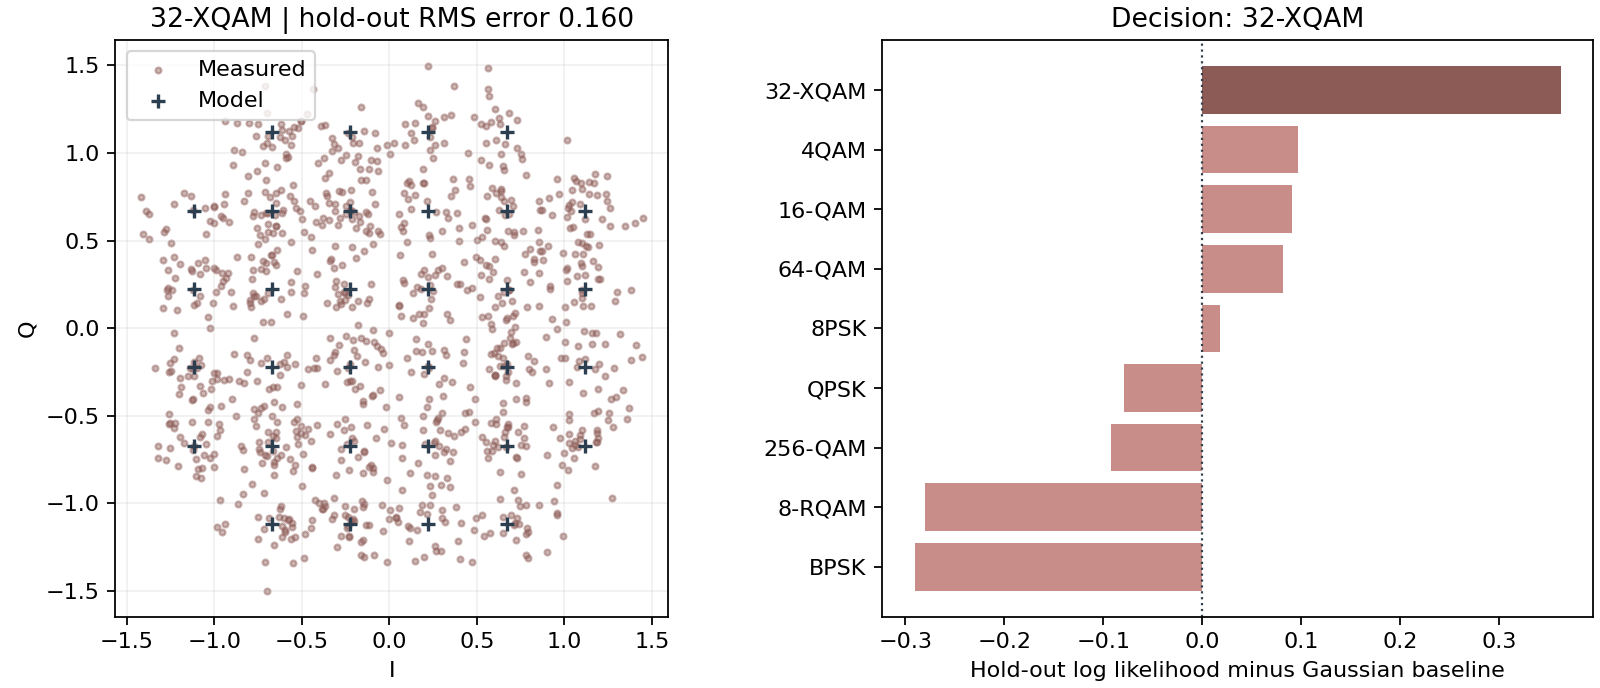 32-XQAM | hold-out RMS error 0.160
Measured
Model
1.5
1.0
0.5
0.0
−0.5
−1.0
−1.5
Q
−1.5
−1.0
−0.5
0.0
0.5
1.0
1.5
I
Decision: 32-XQAM
32-XQAM
4QAM
16-QAM
64-QAM
8PSK
QPSK
256-QAM
8-RQAM
BPSK
−0.3
−0.2
−0.1
0.0
0.1
0.2
0.3
Hold-out log likelihood minus Gaussian baseline